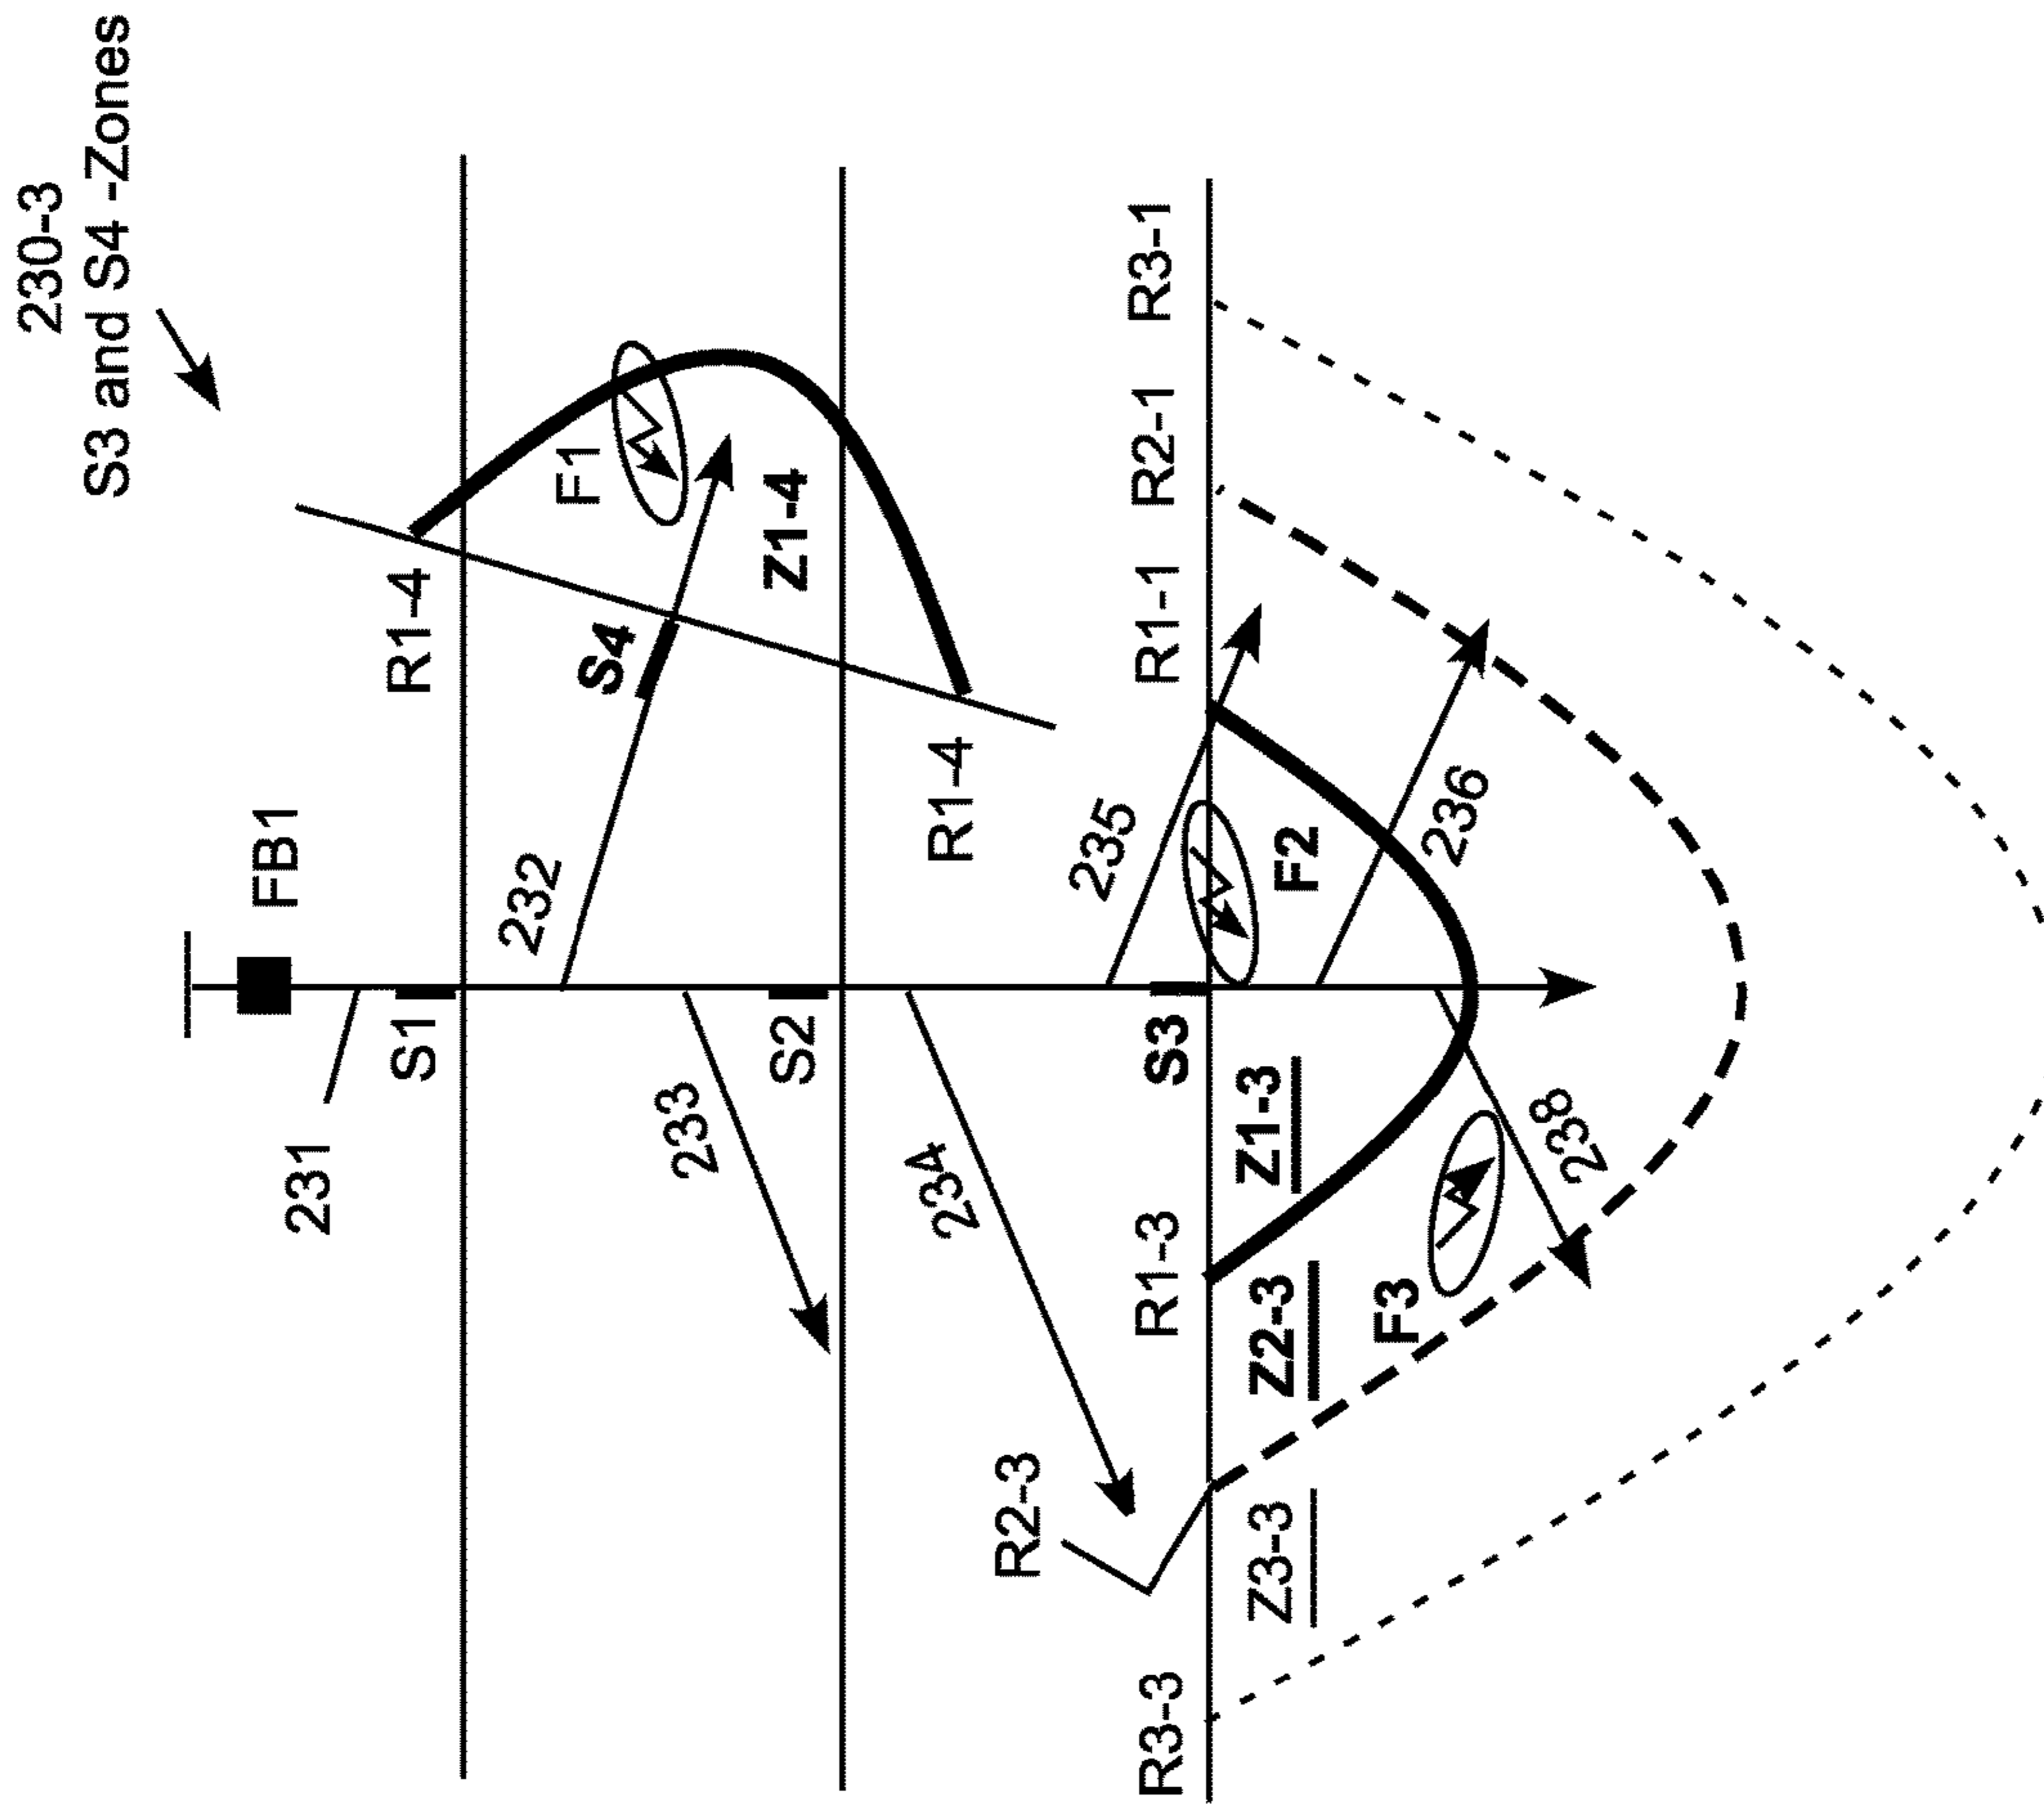 230-3
S3 and S4 -Zones
FB1
231
S1
R1-4
232
S4
F1
Z1-4
233
S2
R1-4
234
235
R2-3
R3-3
R1-3
S3
R1-1
R2-1
R3-1
Z3-3
Z2-3
Z1-3
F2
F3
236
238